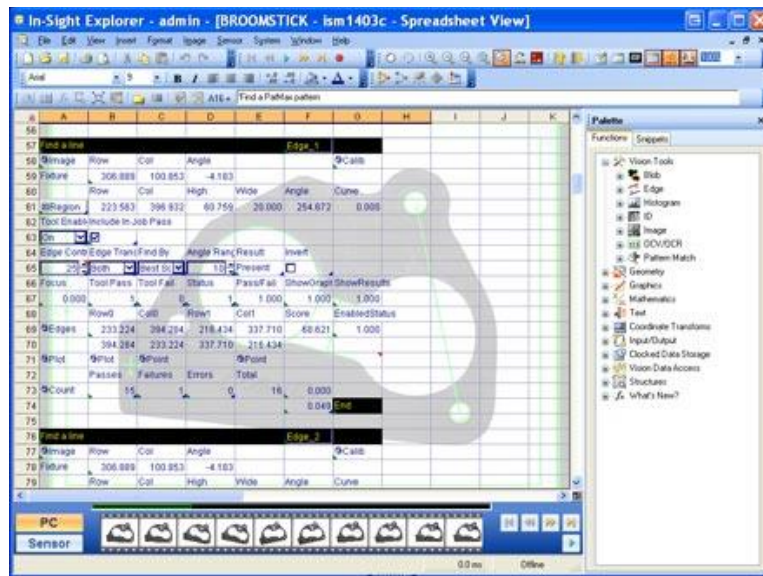 In-Sight Explorer - admin - [BROOMSTICK - ism1403c - Spreadsheet View]
File Edit View Insert Format Image Sensor System Window Help
Arial 9 B I
A16 = 'Find a PatMax pattern
A B C D E F G H I J K
56
57 Find a line Edge_1
58 Image Row Col Angle Calib
59 Fixture 306.889 100.853 -4.183
60 Row Col High Wide Angle Curve
61 Region 223.583 396.932 60.759 20.000 254.672 0.000
62 Tool Enabl Include In Job Pass
63 On
64 Edge Contr Edge Trans Find By Angle Rang Result Invert
65 25 Both Best Sc 10 Present
66 Focus Tool Pass Tool Fail Status Pass/Fail ShowGrapl ShowResults
67 0.000 1 0 1 1.000 1.000 1.000
68 Row0 Col0 Row1 Col1 Score EnabledStatus
69 Edges 233.224 394.284 218.434 337.710 60.621 1.000
70 394.284 233.224 337.710 218.434
71 Plot Plot Point Point
72 Passes Failures Errors Total
73 Count 15 1 0 16 0.000
74 0.049 End
75
76 Find a line Edge_2
77 Image Row Col Angle Calib
78 Fixture 306.889 100.853 -4.183
79 Row Col High Wide Angle Curve
Palette
Functions Snippets
Vision Tools
Blob
Edge
Histogram
ID
Image
OCV/OCR
Pattern Match
Geometry
Graphics
Mathematics
Text
Coordinate Transforms
Input/Output
Clocked Data Storage
Vision Data Access
Structures
What's New?
PC
Sensor
0.0 ms Offline